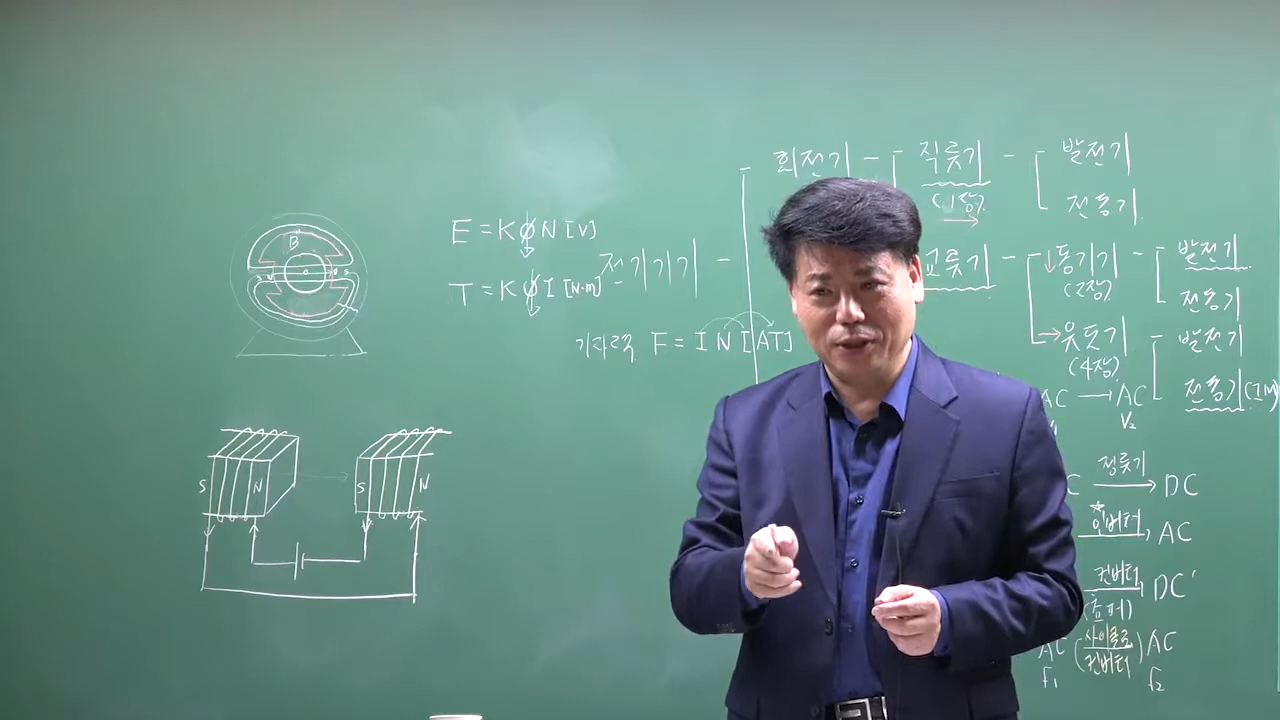 회전기 - 직류기 - 발전기
(1장) 전동기
E = KφN [V]
전기기기 - 교류기 - 동기기 - 발전기
(2장) 전동기
T = KφI [N·m]
기자력 F = IN [AT]
유도기 - 발전기
(4장) 전동기 (IM)
AC → AC
V₂
정류기
→ DC
인버터 AC
컨버터 DC'
(쵸퍼)
AC (사이클로 컨버터) AC
f₁ f₂
B
N S
S N S N